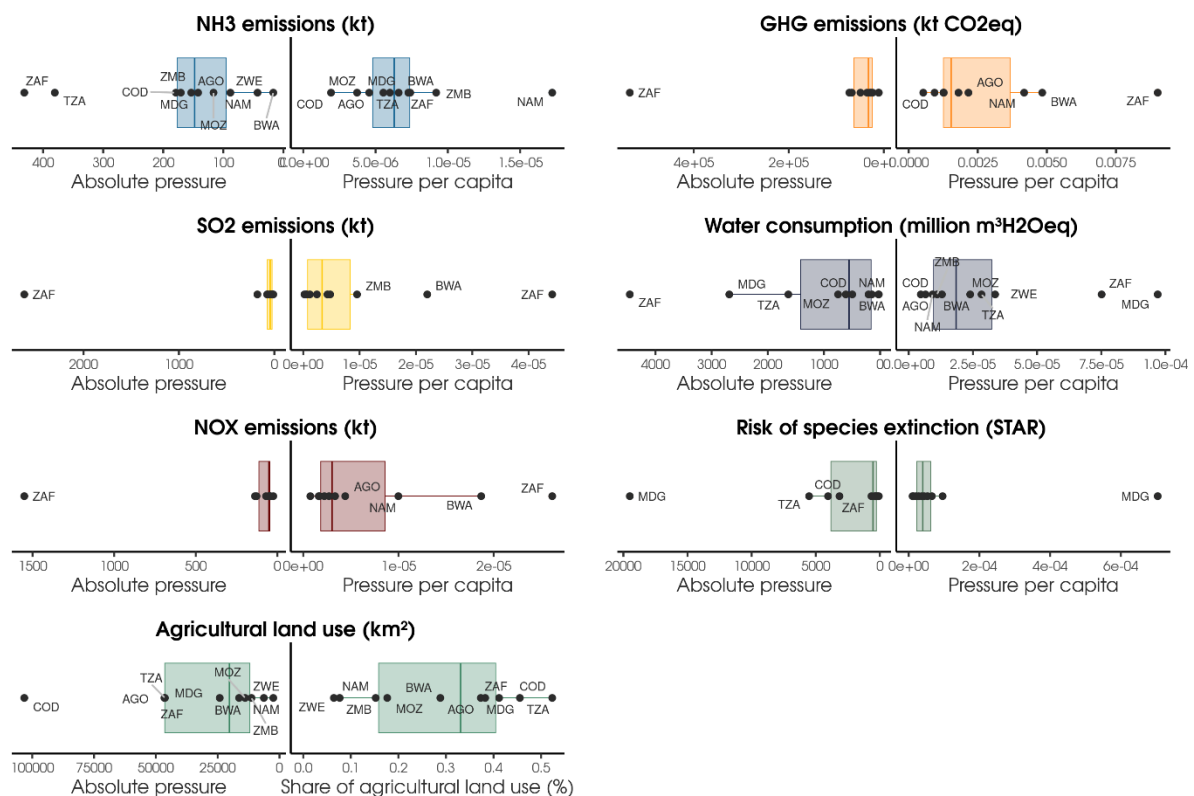 NH3 emissions (kt)
ZAF
TZA
COD
ZMB
MDG
AGO
MOZ
ZWE
NAM
BWA
MOZ
COD
MDG
AGO
TZA
BWA
ZAF
ZMB
NAM
400 300 200 100 0
0.0e+00 5.0e-06 1.0e-05 1.5e-05
Absolute pressure
Pressure per capita
GHG emissions (kt CO2eq)
ZAF
COD
AGO
NAM
BWA
ZAF
4e+05 2e+05 0e+00
0.0000 0.0025 0.0050 0.0075
Absolute pressure
Pressure per capita
SO2 emissions (kt)
ZAF
ZMB
BWA
ZAF
2000 1000 0
0e+00 1e-05 2e-05 3e-05 4e-05
Absolute pressure
Pressure per capita
Water consumption (million m³H2Oeq)
ZAF
MDG
TZA
MOZ
COD
NAM
BWA
COD
ZMB
AGO
NAM
BWA
MOZ
TZA
ZWE
ZAF
MDG
4000 3000 2000 1000 0
0.0e+00 2.5e-05 5.0e-05 7.5e-05 1.0e-04
Absolute pressure
Pressure per capita
NOX emissions (kt)
ZAF
AGO
NAM
BWA
ZAF
1500 1000 500 0
0e+00 1e-05 2e-05
Absolute pressure
Pressure per capita
Risk of species extinction (STAR)
MDG
TZA
COD
ZAF
MDG
20000 15000 10000 5000 0
0e+00 2e-04 4e-04 6e-04
Absolute pressure
Pressure per capita
Agricultural land use (km²)
COD
TZA
AGO
ZAF
MDG
MOZ
BWA
ZWE
NAM
ZMB
ZWE
NAM
ZMB
BWA
MOZ
AGO
ZAF
MDG
COD
TZA
100000 75000 50000 25000 0
0.0 0.1 0.2 0.3 0.4 0.5
Absolute pressure
Share of agricultural land use (%)